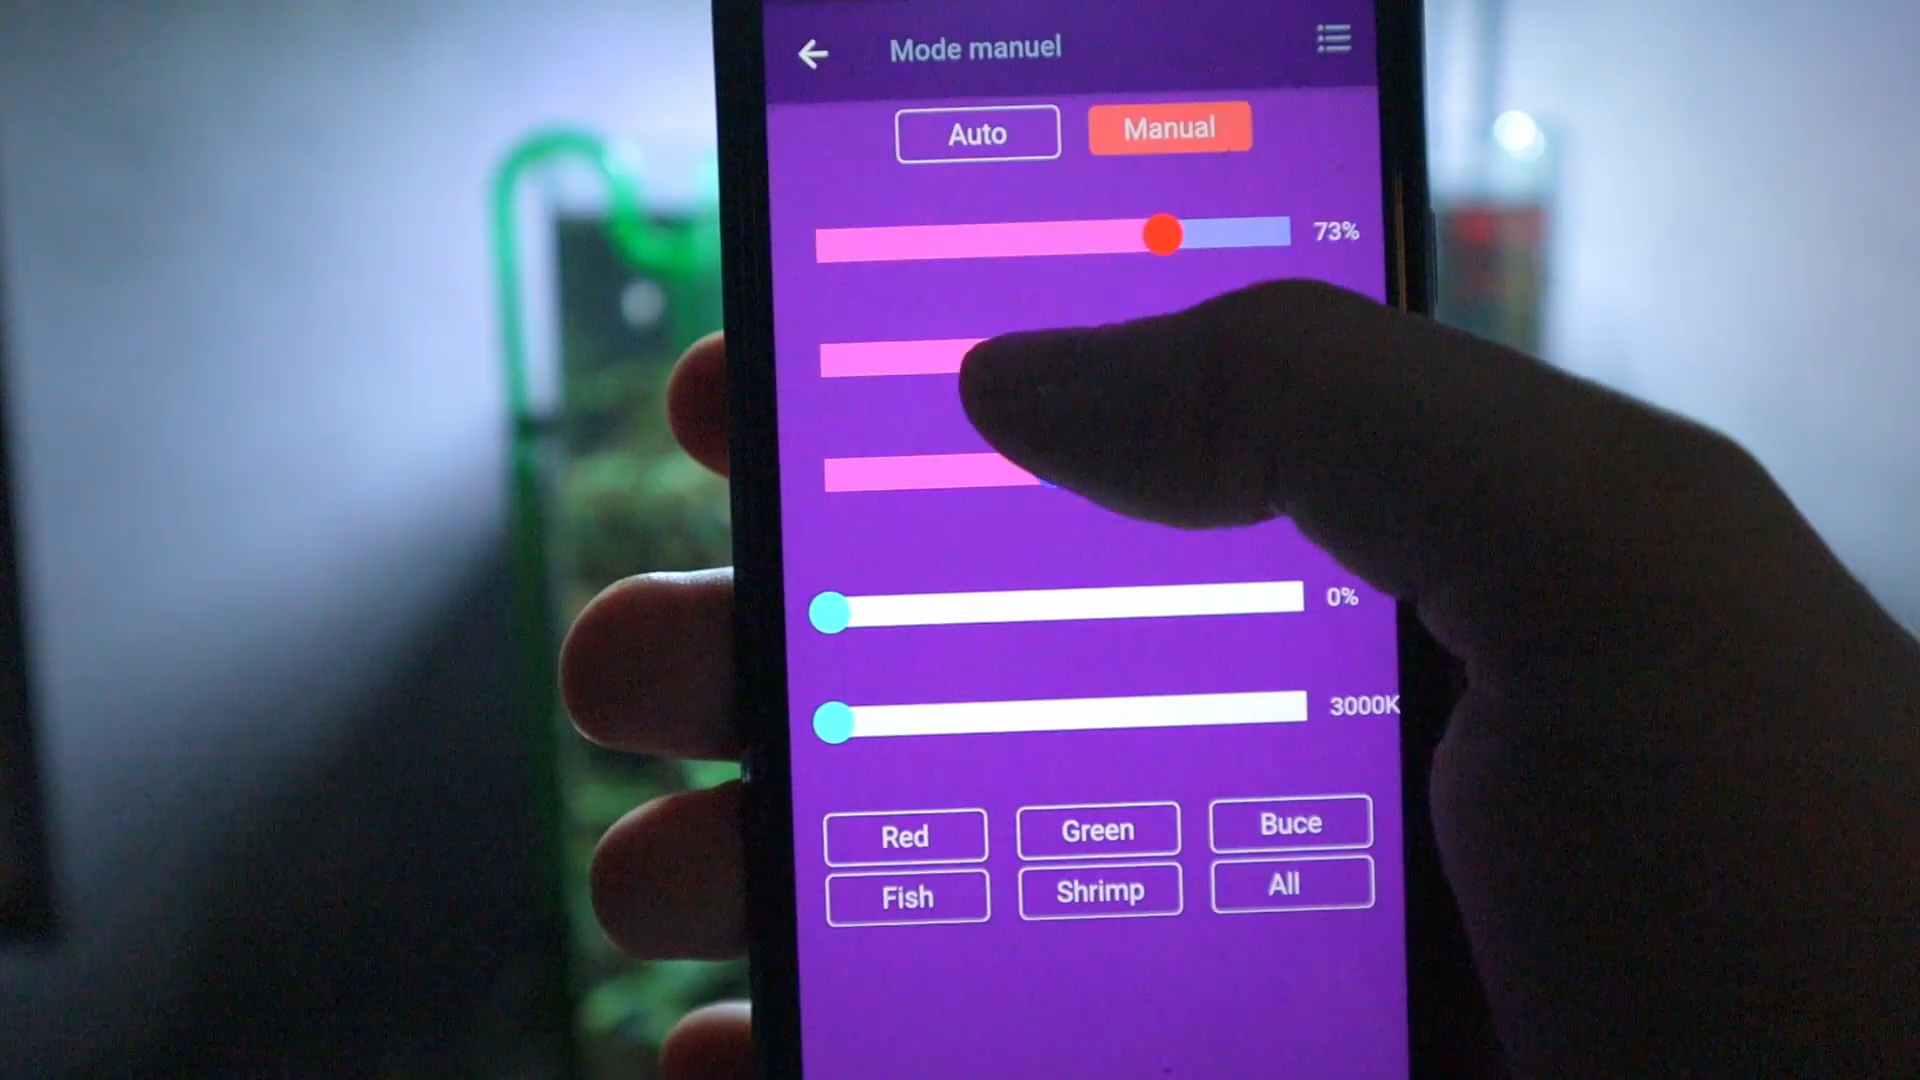 Mode manuel
Auto Manual
73%
0%
3000K
Red Green Buce
Fish Shrimp All